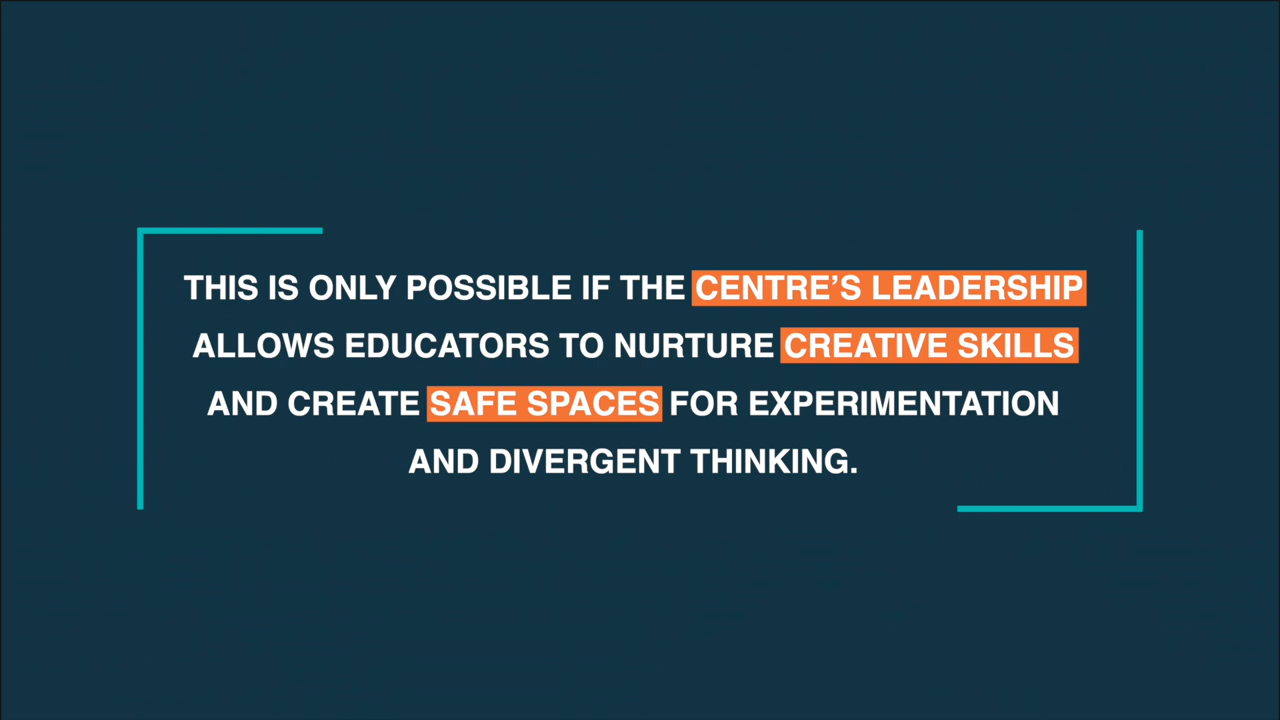 THIS IS ONLY POSSIBLE IF THE CENTRE’S LEADERSHIP
ALLOWS EDUCATORS TO NURTURE CREATIVE SKILLS
AND CREATE SAFE SPACES FOR EXPERIMENTATION
AND DIVERGENT THINKING.